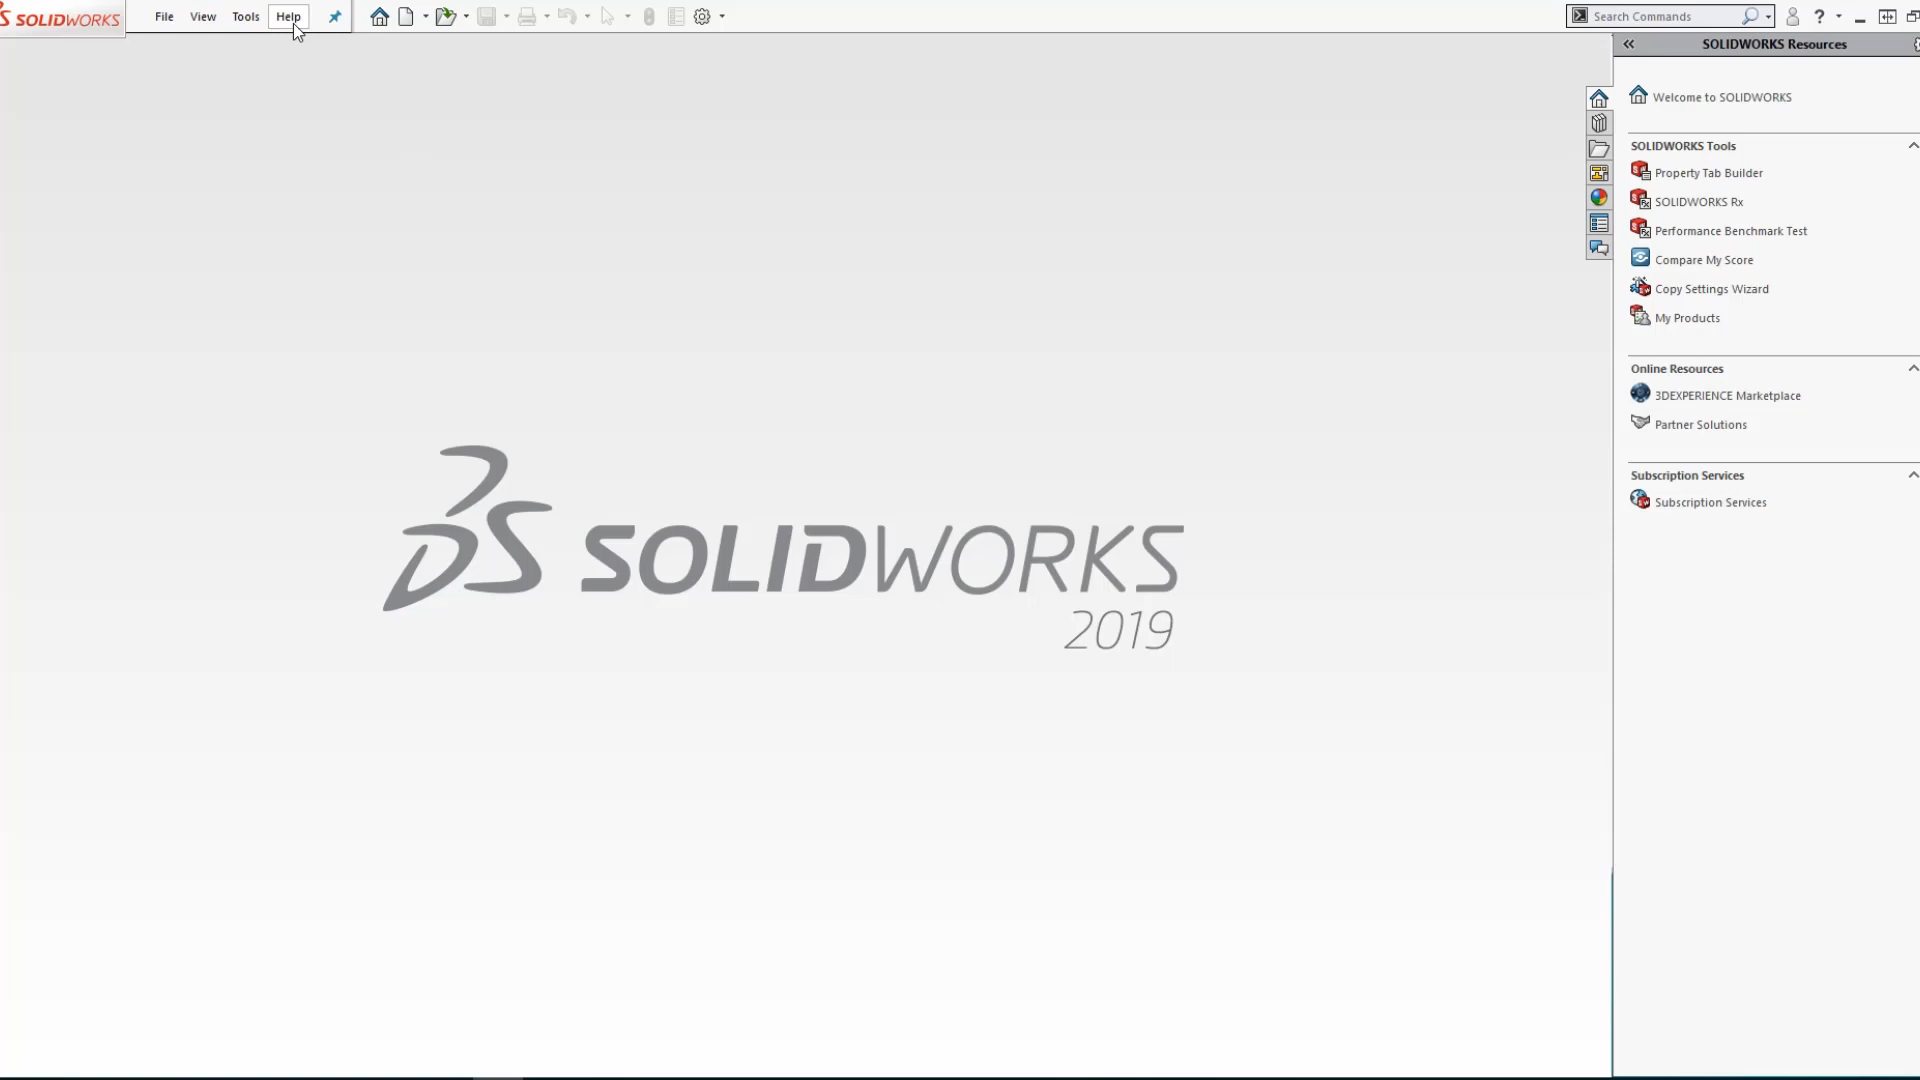 SOLIDWORKS
File View Tools Help
Search Commands
?
SOLIDWORKS Resources
Welcome to SOLIDWORKS
SOLIDWORKS Tools
Property Tab Builder
SOLIDWORKS Rx
Performance Benchmark Test
Compare My Score
Copy Settings Wizard
My Products
Online Resources
3DEXPERIENCE Marketplace
Partner Solutions
Subscription Services
Subscription Services
SOLIDWORKS
2019